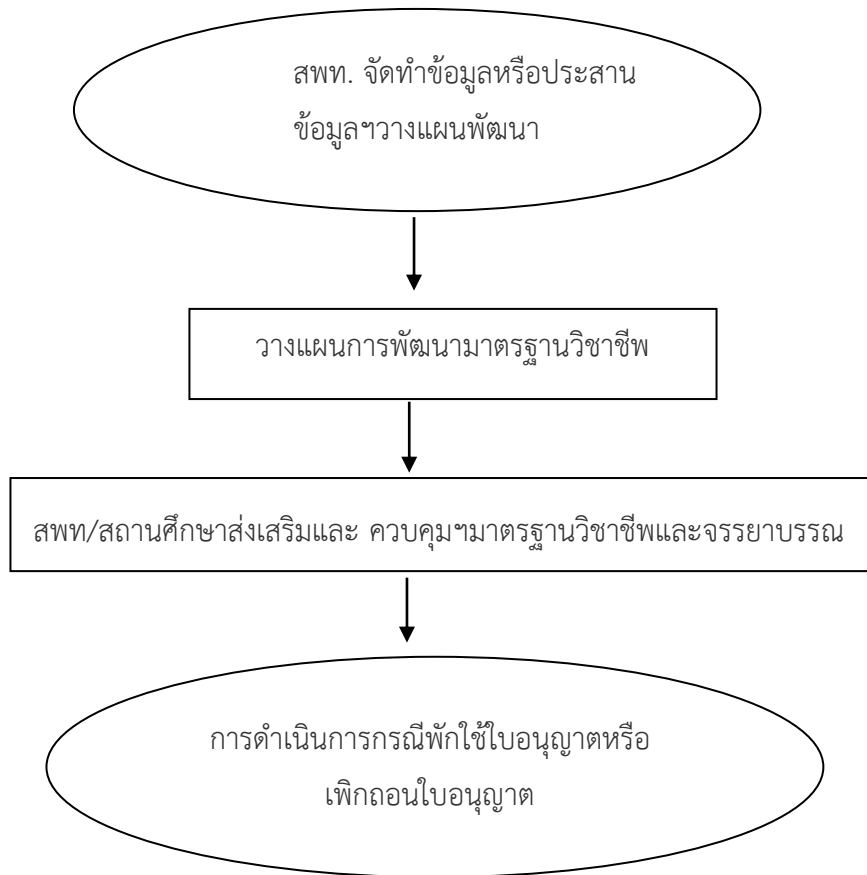 สพท. จัดทำข้อมูลหรือประสาน
ข้อมูลฯวางแผนพัฒนา
วางแผนการพัฒนามาตรฐานวิชาชีพ
สพท/สถานศึกษาส่งเสริมและ ควบคุมฯมาตรฐานวิชาชีพและจรรยาบรรณ
การดำเนินการกรณีพักใช้ใบอนุญาตหรือ
เพิกถอนใบอนุญาต